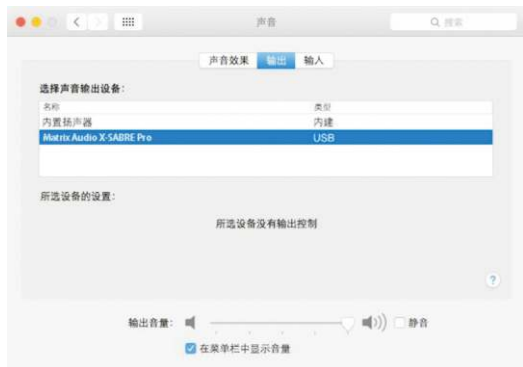 声音
搜索
声音效果 输出 输入
选择声音输出设备：
名称 类型
内置扬声器 内建
Matrix Audio X-SABRE Pro USB
所选设备的设置：
所选设备没有输出控制
?
输出音量： 静音
在菜单栏中显示音量